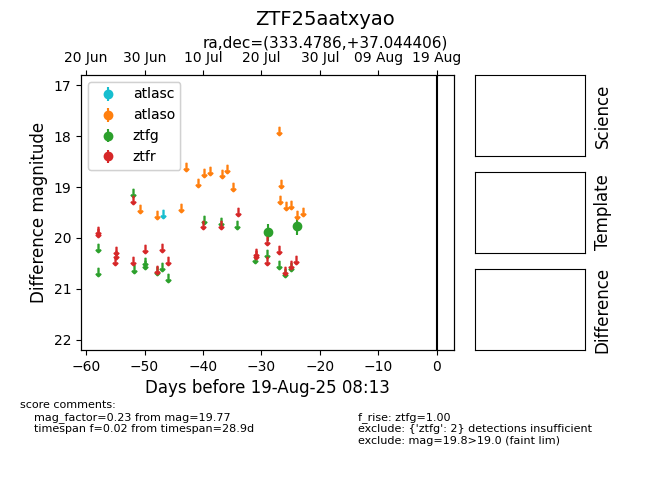 ZTF25aatxyao
ra,dec=(333.4786,+37.044406)
20 Jun 30 Jun 10 Jul 20 Jul 30 Jul 09 Aug 19 Aug
atlasc
atlaso
ztfg
ztfr
17
18
19
20
21
22
Difference magnitude
−60 −50 −40 −30 −20 −10 0
Days before 19-Aug-25 08:13
Science
Template
Difference
score comments:
mag_factor=0.23 from mag=19.77
timespan f=0.02 from timespan=28.9d
f_rise: ztfg=1.00
exclude: {'ztfg': 2} detections insufficient
exclude: mag=19.8>19.0 (faint lim)